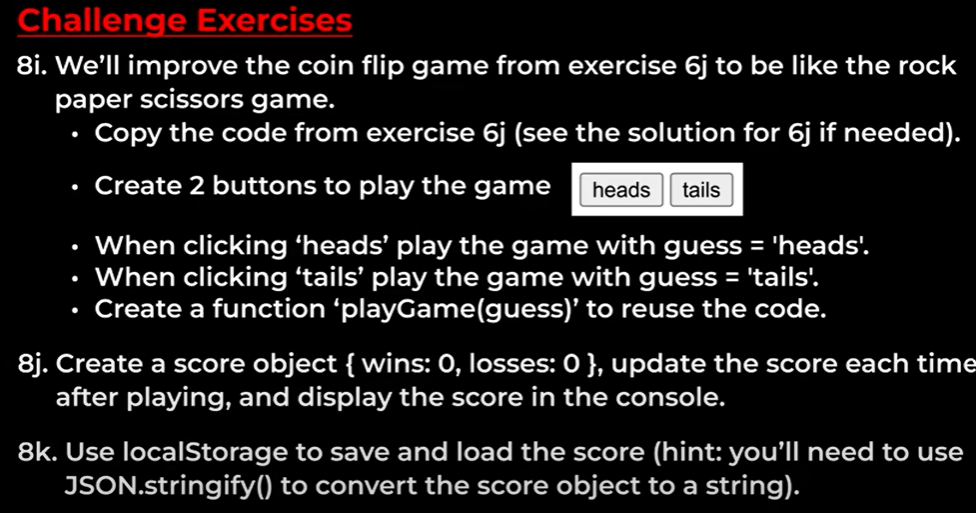 Challenge Exercises
8i. We’ll improve the coin flip game from exercise 6j to be like the rock
paper scissors game.
• Copy the code from exercise 6j (see the solution for 6j if needed).
• Create 2 buttons to play the game heads tails
• When clicking ‘heads’ play the game with guess = 'heads'.
• When clicking ‘tails’ play the game with guess = 'tails'.
• Create a function ‘playGame(guess)’ to reuse the code.
8j. Create a score object { wins: 0, losses: 0 }, update the score each time
after playing, and display the score in the console.
8k. Use localStorage to save and load the score (hint: you’ll need to use
JSON.stringify() to convert the score object to a string).